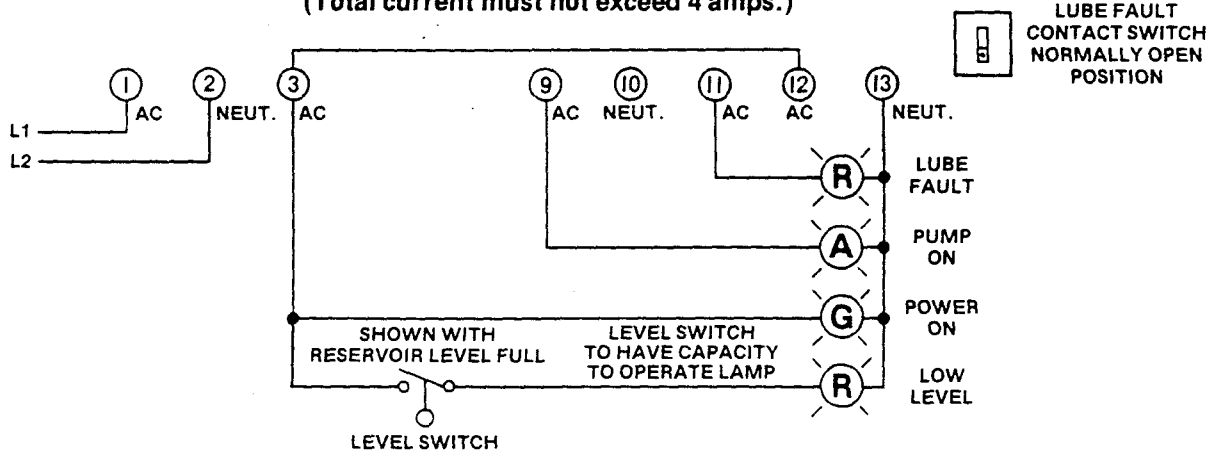 (Total current must not exceed 4 amps.)
LUBE FAULT
CONTACT SWITCH
NORMALLY OPEN
POSITION
1 2 3 9 10 11 12 13
AC NEUT. AC AC NEUT. AC AC NEUT.
L1
L2
R LUBE
FAULT
A PUMP
ON
G POWER
ON
SHOWN WITH
RESERVOIR LEVEL FULL
LEVEL SWITCH
TO HAVE CAPACITY
TO OPERATE LAMP
R LOW
LEVEL
LEVEL SWITCH